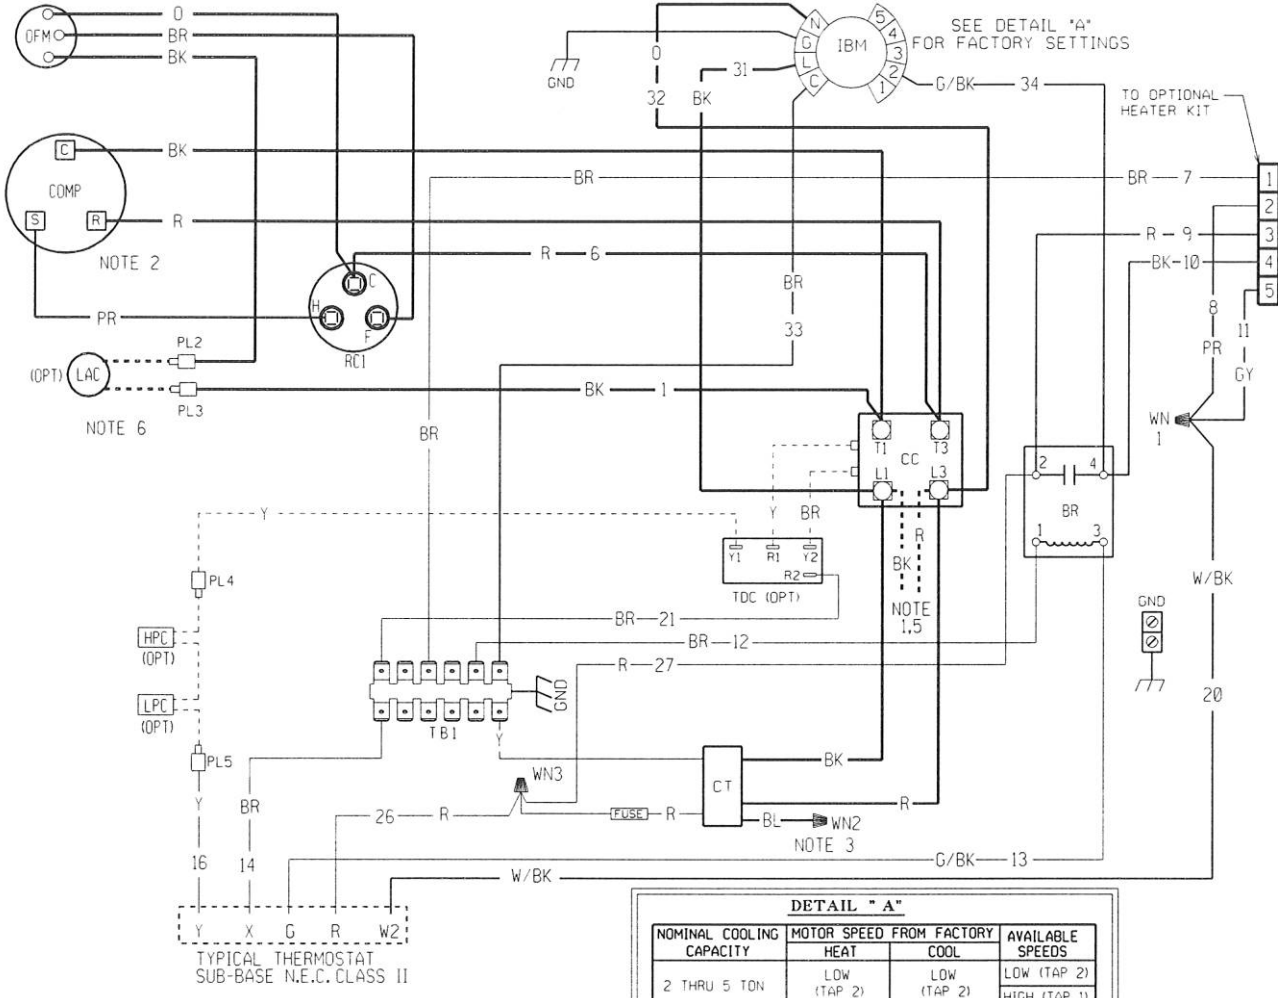 O
OFM
BR
BK
N
G
L
C
IBM
5
4
3
2
1
SEE DETAIL "A"
FOR FACTORY SETTINGS
GND
O
31
32
BK
G/BK 34
TO OPTIONAL
HEATER KIT
C
BK
COMP
S
R
R
NOTE 2
BR
BR 7
1
2
3
4
5
R 9
BK 10
R 6
BR
33
8
PR
11
GY
PR
H
C
F
RC1
PL2
(OPT)
LAC
PL3
NOTE 6
BK 1
BR
WN
1
T1
T3
CC
L1
L3
2
4
BR
1
3
Y
Y
BR
R
BK
Y1
R1
Y2
R2
TDC (OPT)
NOTE
1,5
PL4
W/BK
GND
BR 21
BR 12
R 27
HPC
(OPT)
LPC
(OPT)
GND
TB1
Y
20
PL5
WN3
CT
BK
R
Y
BR
26 R
FUSE
R
BL
WN2
NOTE 3
16
14
G/BK 13
W/BK
Y
X
G
R
W2
TYPICAL THERMOSTAT
SUB-BASE N.E.C. CLASS II
DETAIL " A"
NOMINAL COOLING
CAPACITY
MOTOR SPEED FROM FACTORY
HEAT
COOL
AVAILABLE
SPEEDS
2 THRU 5 TON
LOW
(TAP 2)
LOW
(TAP 2)
LOW (TAP 2)
HIGH (TAP 1)